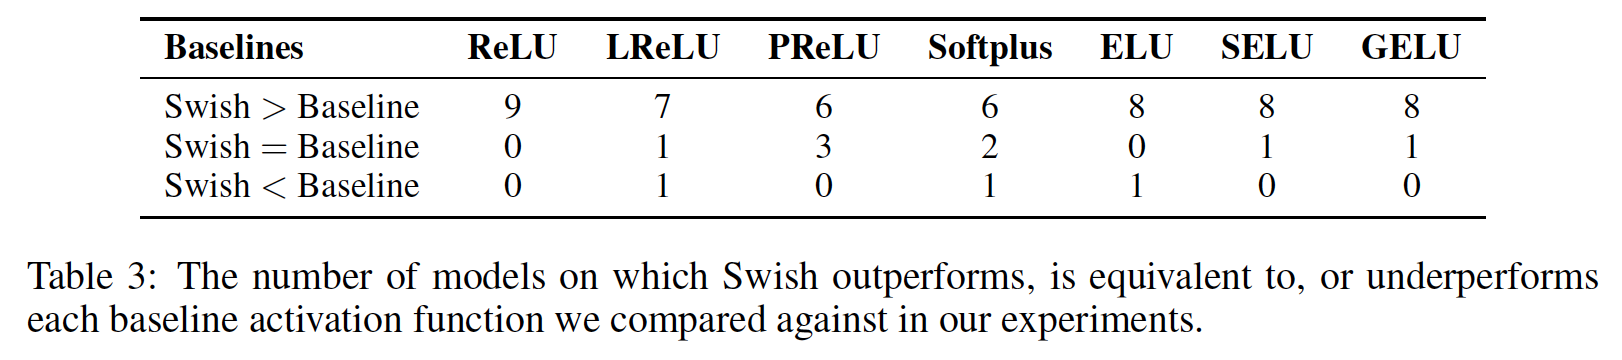 Baselines ReLU LReLU PReLU Softplus ELU SELU GELU
Swish > Baseline 9 7 6 6 8 8 8
Swish = Baseline 0 1 3 2 0 1 1
Swish < Baseline 0 1 0 1 1 0 0
Table 3: The number of models on which Swish outperforms, is equivalent to, or underperforms
each baseline activation function we compared against in our experiments.